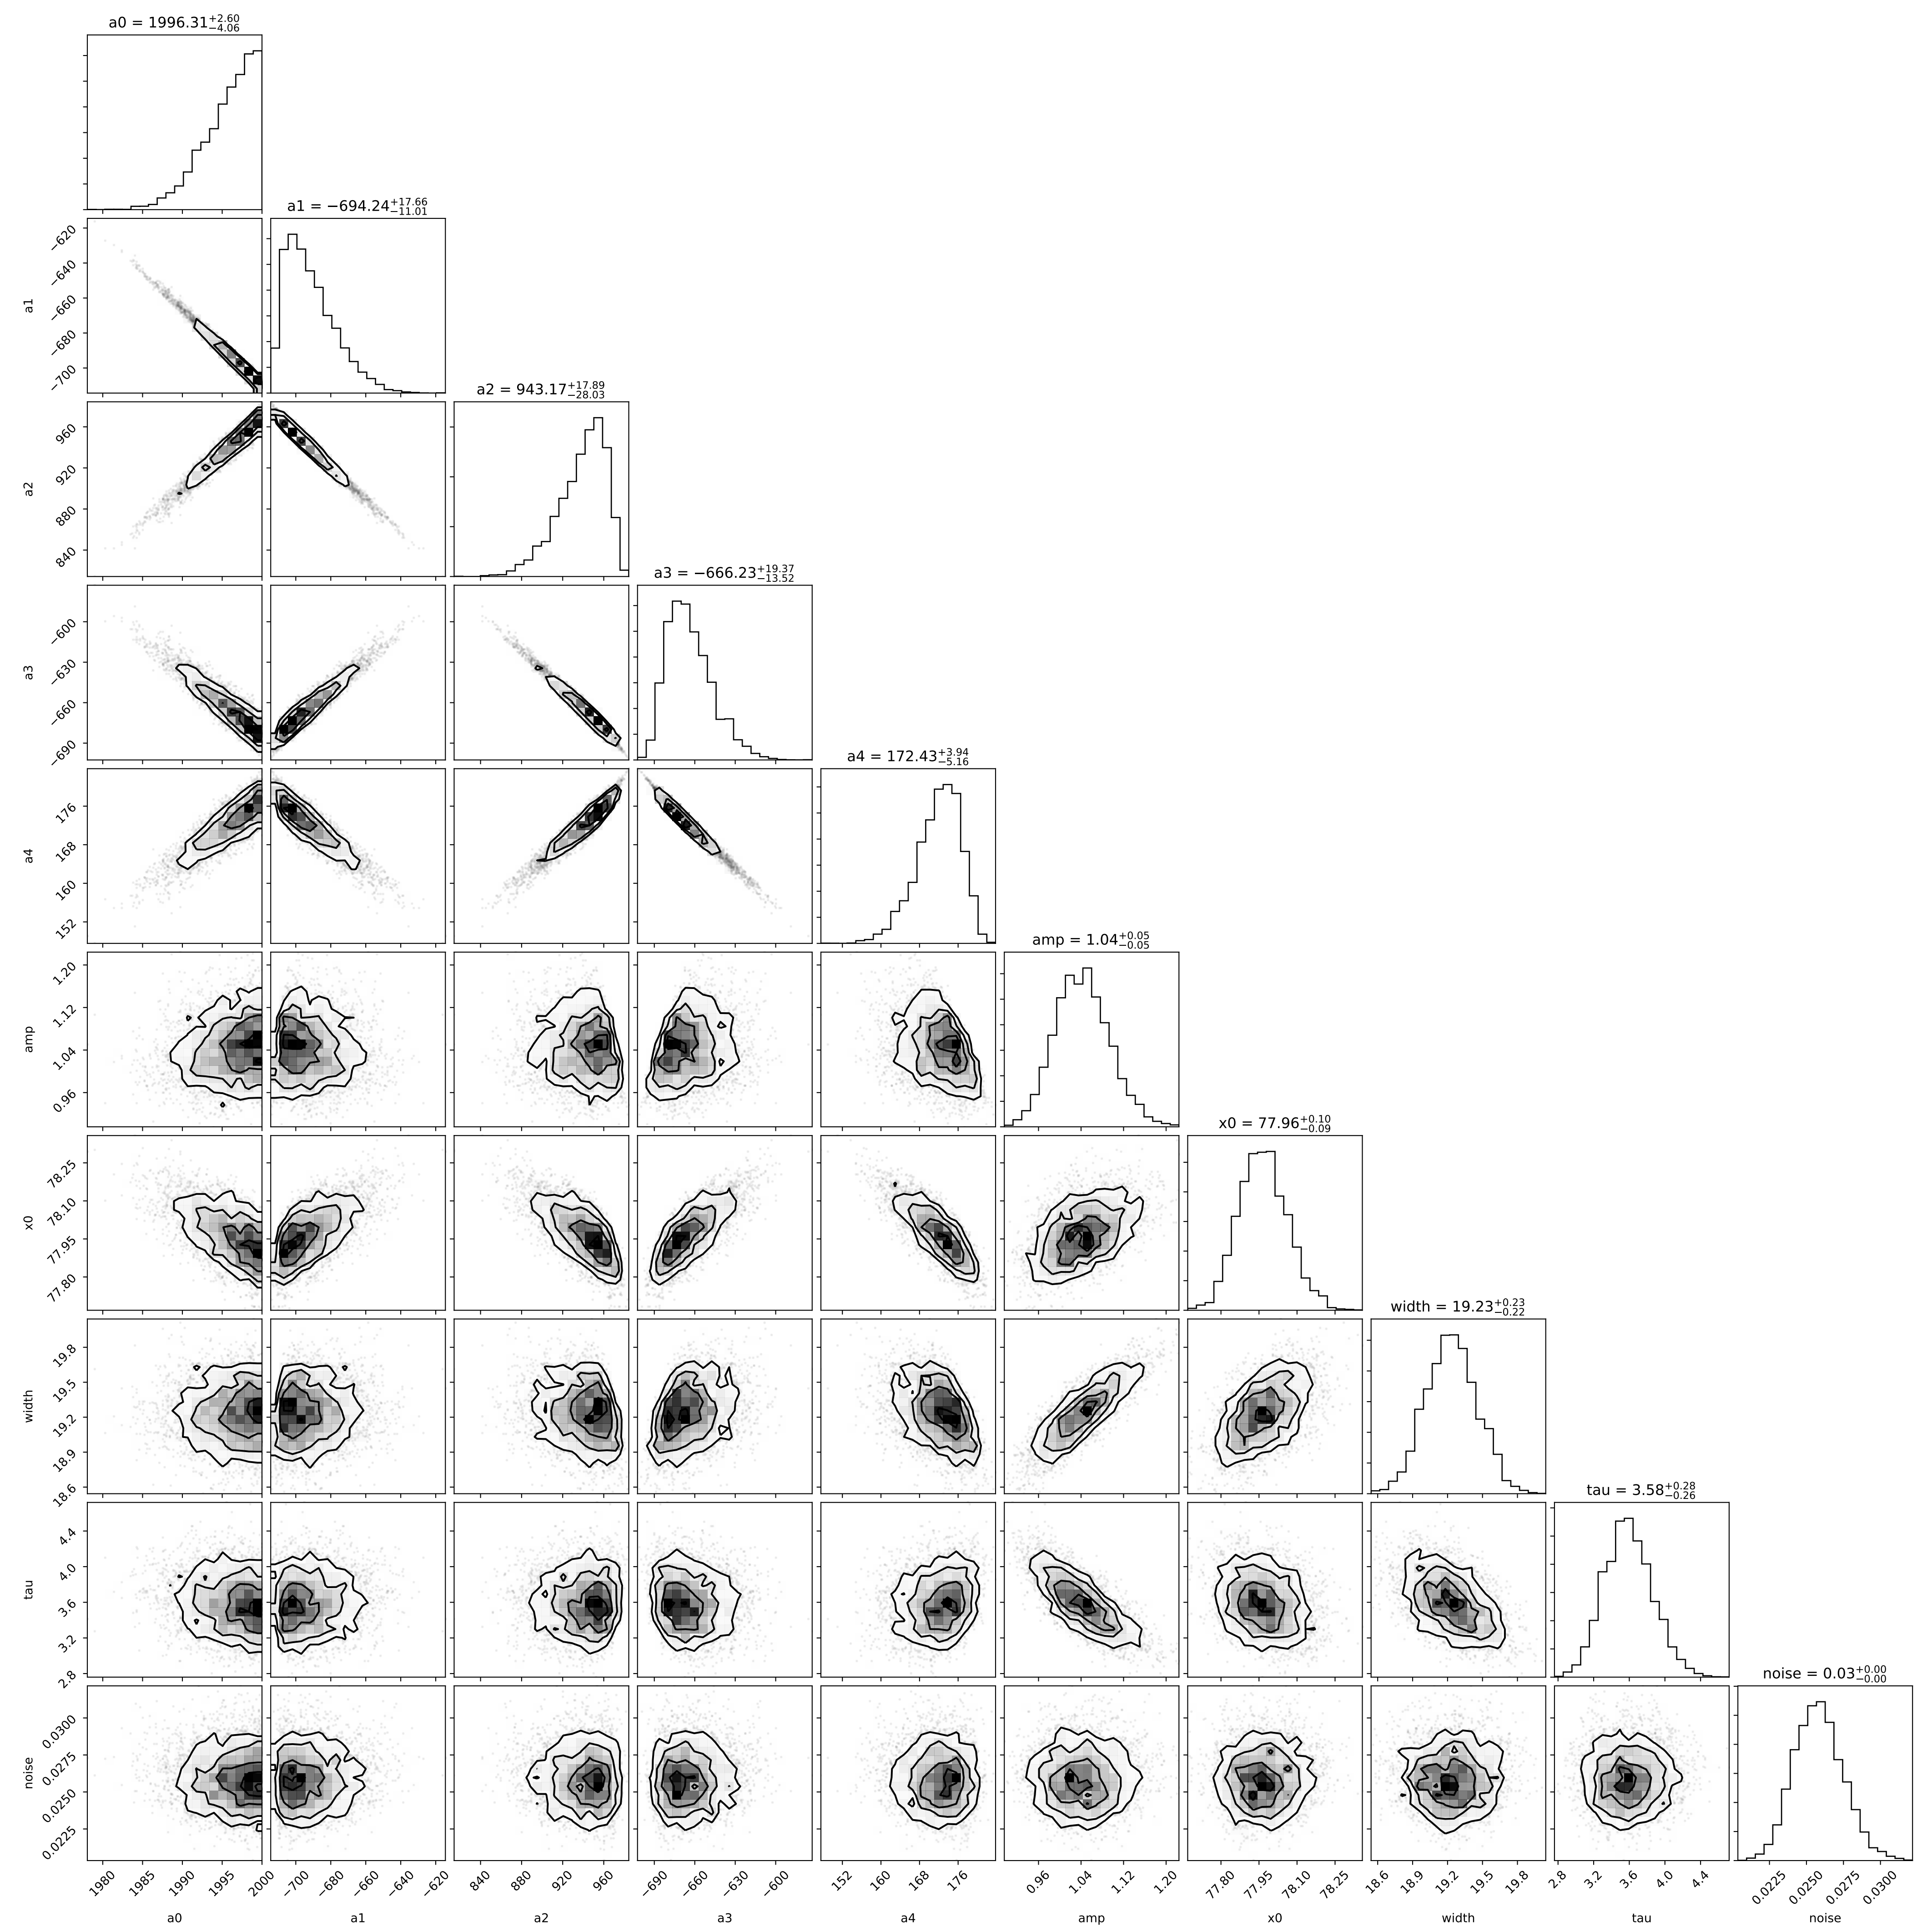 a0 = 1996.31+2.60 −4.06
a1 = −694.24+17.66 −11.01
−620
−640
−660
−680
−700
a1
a2 = 943.17+17.89 −28.03
960
920
880
840
a2
a3 = −666.23+19.37 −13.52
−600
−630
−660
−690
a3
a4 = 172.43+3.94 −5.16
176
168
160
152
a4
amp = 1.04+0.05 −0.05
1.20
1.12
1.04
0.96
amp
x0 = 77.96+0.10 −0.09
78.25
78.10
77.95
77.80
x0
width = 19.23+0.23 −0.22
19.8
19.5
19.2
18.9
18.6
width
tau = 3.58+0.28 −0.26
4.4
4.0
3.6
3.2
2.8
tau
noise = 0.03+0.00 −0.00
0.0300
0.0275
0.0250
0.0225
noise
1980 1985 1990 1995 2000 −700 −680 −660 −640 −620 840 880 920 960 −690 −660 −630 −600 152 160 168 176 0.96 1.04 1.12 1.20 77.80 77.95 78.10 78.25 18.6 18.9 19.2 19.5 19.8 2.8 3.2 3.6 4.0 4.4 0.0225 0.0250 0.0275 0.0300
a0 a1 a2 a3 a4 amp x0 width tau noise